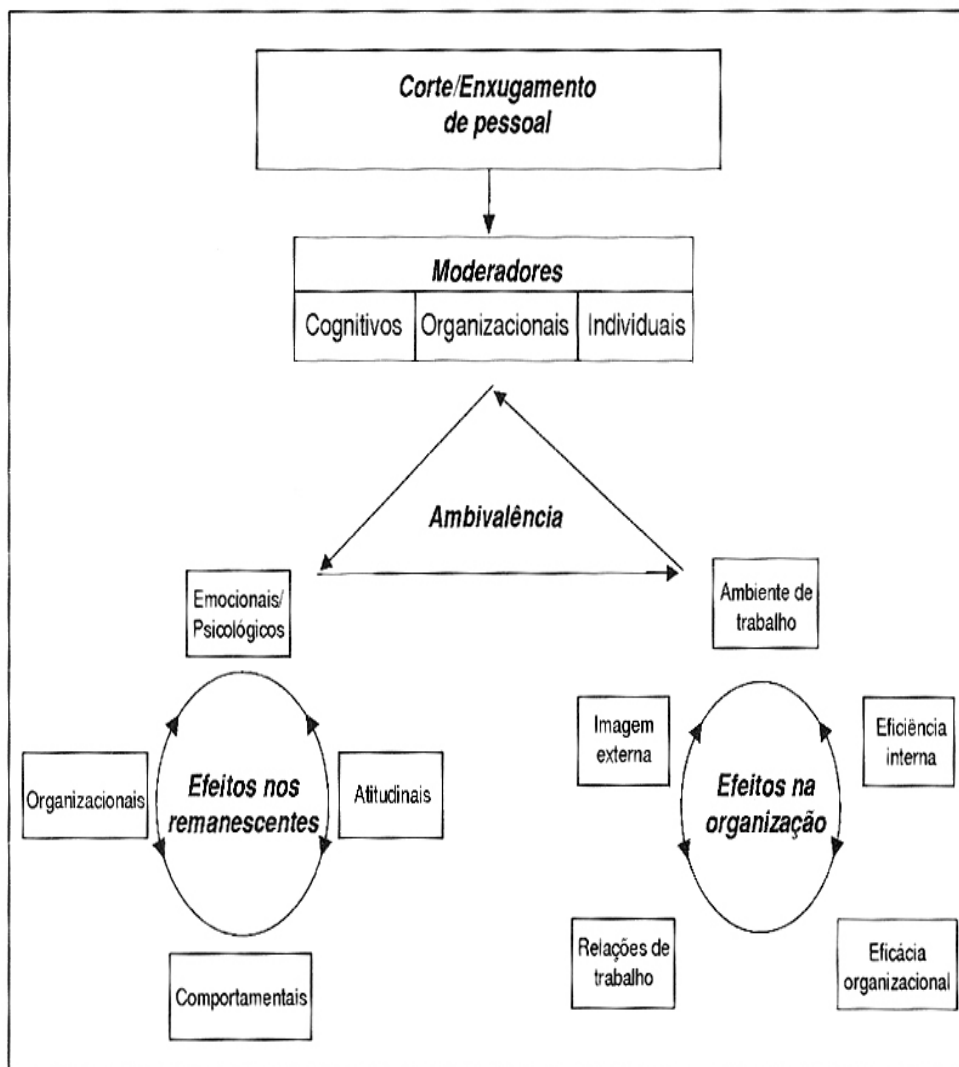 Corte/Enxugamento
de pessoal
Moderadores
Cognitivos Organizacionais Individuais
Ambivalência
Emocionais/
Psicológicos
Organizacionais
Efeitos nos
remanescentes
Atitudinais
Comportamentais
Ambiente de
trabalho
Imagem
externa
Efeitos na
organização
Eficiência
interna
Relações de
trabalho
Eficácia
organizacional